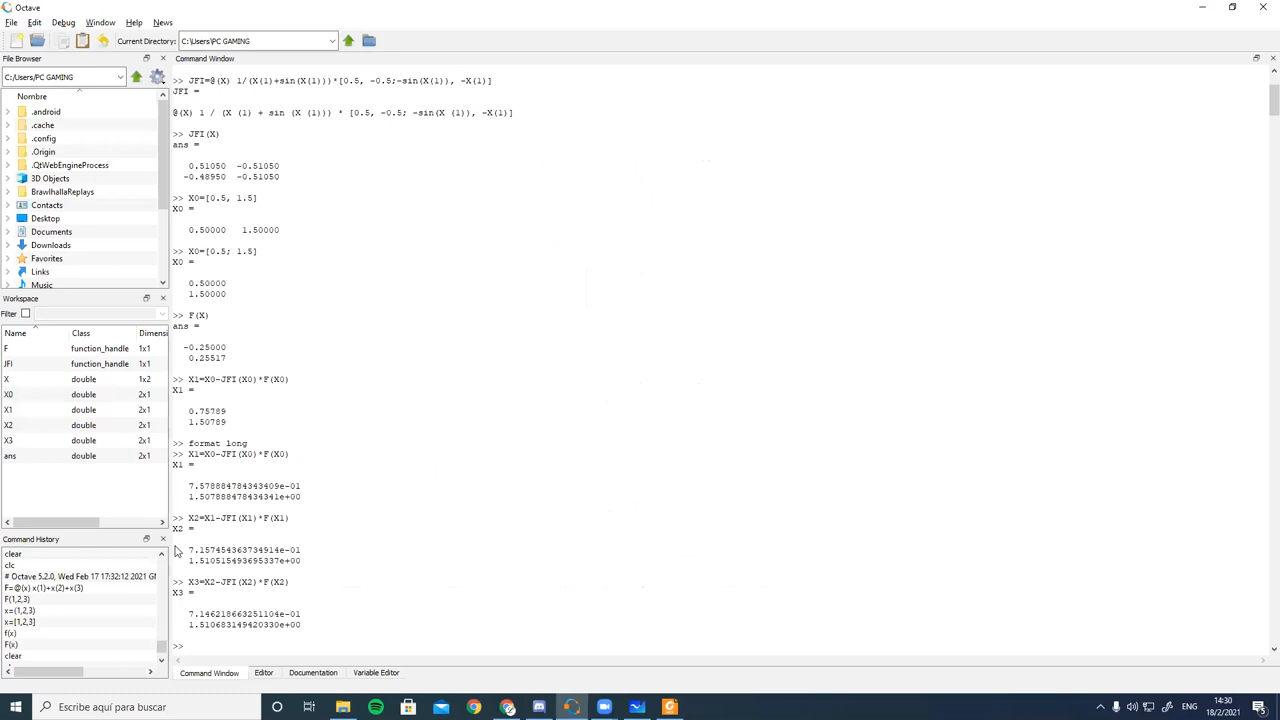 Octave
File Edit Debug Window Help News
Current Directory: C:\Users\PC GAMING
File Browser
C:/Users/PC GAMING
Nombre
.android
.cache
.config
.Origin
.QtWebEngineProcess
3D Objects
BrawlhallaReplays
Contacts
Desktop
Documents
Downloads
Favorites
Links
Music
Workspace
Filter
Name Class Dimensi
F function_handle 1x1
JFI function_handle 1x1
X double 1x2
X0 double 2x1
X1 double 2x1
X2 double 2x1
X3 double 2x1
ans double 2x1
Command History
clear
clc
# Octave 5.2.0, Wed Feb 17 17:32:12 2021 GM
F=@(x) x(1)+x(2)+x(3)
F(1,2,3)
x=(1,2,3)
x=[1,2,3]
f(x)
F(x)
clear
Command Window
>> JFI=@(X) 1/(X(1)+sin(X(1)))*[0.5, -0.5;-sin(X(1)), -X(1)]
JFI =
@(X) 1 / (X (1) + sin (X (1))) * [0.5, -0.5; -sin(X (1)), -X(1)]
>> JFI(X)
ans =
0.51050 -0.51050
-0.48950 -0.51050
>> X0=[0.5, 1.5]
X0 =
0.50000 1.50000
>> X0=[0.5; 1.5]
X0 =
0.50000
1.50000
>> F(X)
ans =
-0.25000
0.25517
>> X1=X0-JFI(X0)*F(X0)
X1 =
0.75789
1.50789
>> format long
>> X1=X0-JFI(X0)*F(X0)
X1 =
7.578884784343409e-01
1.507888478434341e+00
>> X2=X1-JFI(X1)*F(X1)
X2 =
7.157454363734914e-01
1.510515493695337e+00
>> X3=X2-JFI(X2)*F(X2)
X3 =
7.146218663251104e-01
1.510683149420330e+00
>>
Command Window Editor Documentation Variable Editor
Escribe aquí para buscar
ENG
14:30
18/2/2021